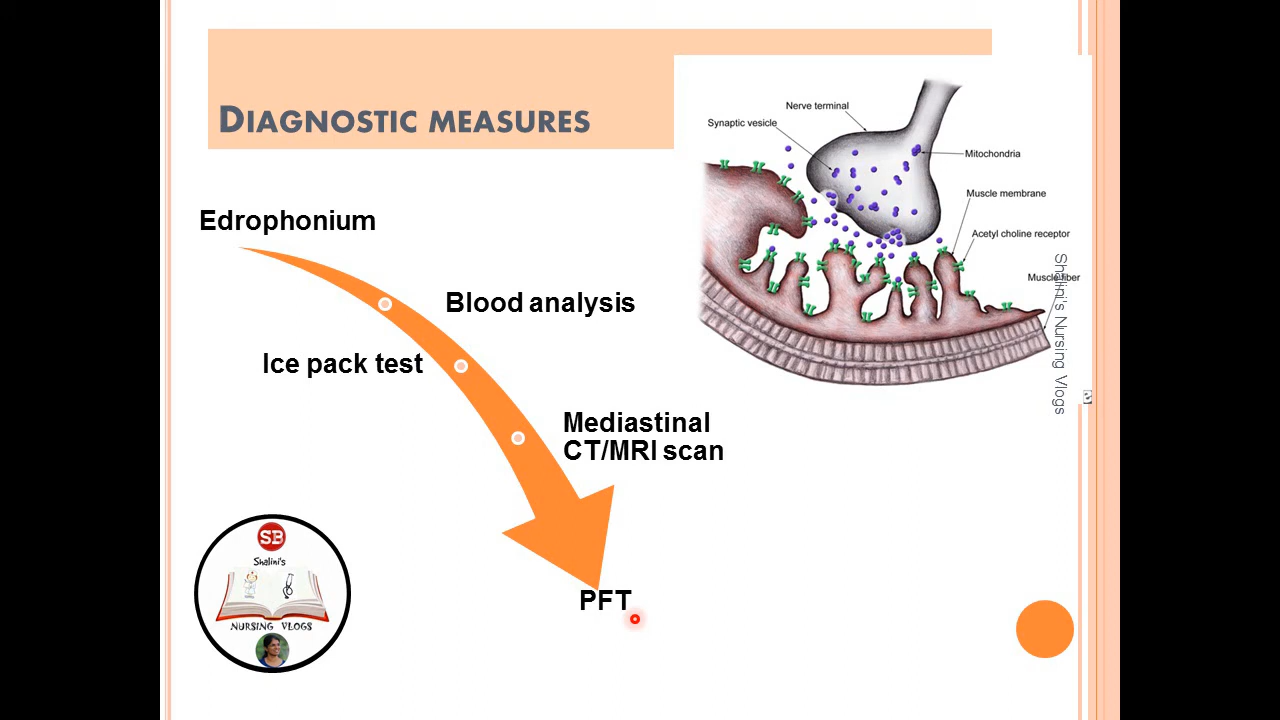 DIAGNOSTIC MEASURES
Nerve terminal
Synaptic vesicle
Mitochondria
Muscle membrane
Acetyl choline receptor
Muscle fiber
Edrophonium
Blood analysis
Ice pack test
Mediastinal
CT/MRI scan
PFT
Shalini's Nursing Vlogs
SB
Shalini's
NURSING VLOGS